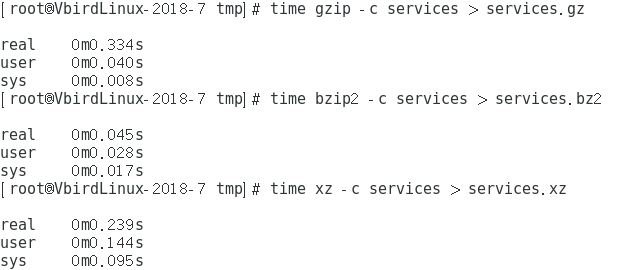 [root@VbirdLinux-2018-7 tmp]# time gzip -c services > services.gz
real 0m0.334s
user 0m0.040s
sys 0m0.008s
[root@VbirdLinux-2018-7 tmp]# time bzip2 -c services > services.bz2
real 0m0.045s
user 0m0.028s
sys 0m0.017s
[root@VbirdLinux-2018-7 tmp]# time xz -c services > services.xz
real 0m0.239s
user 0m0.144s
sys 0m0.095s